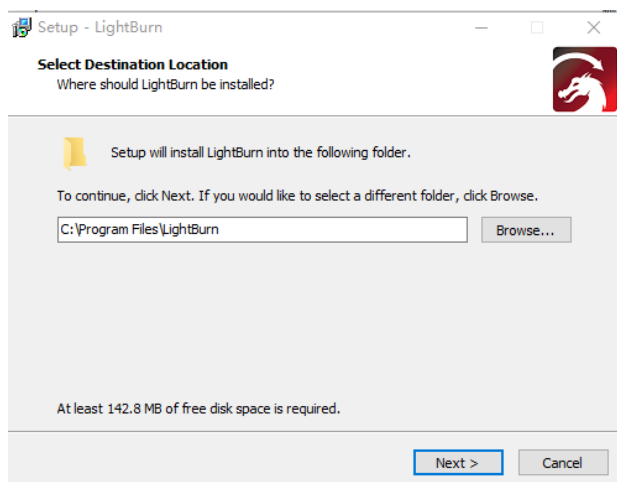 Setup - LightBurn
Select Destination Location
Where should LightBurn be installed?
Setup will install LightBurn into the following folder.
To continue, click Next. If you would like to select a different folder, click Browse.
C:\Program Files\LightBurn
Browse...
At least 142.8 MB of free disk space is required.
Next >
Cancel